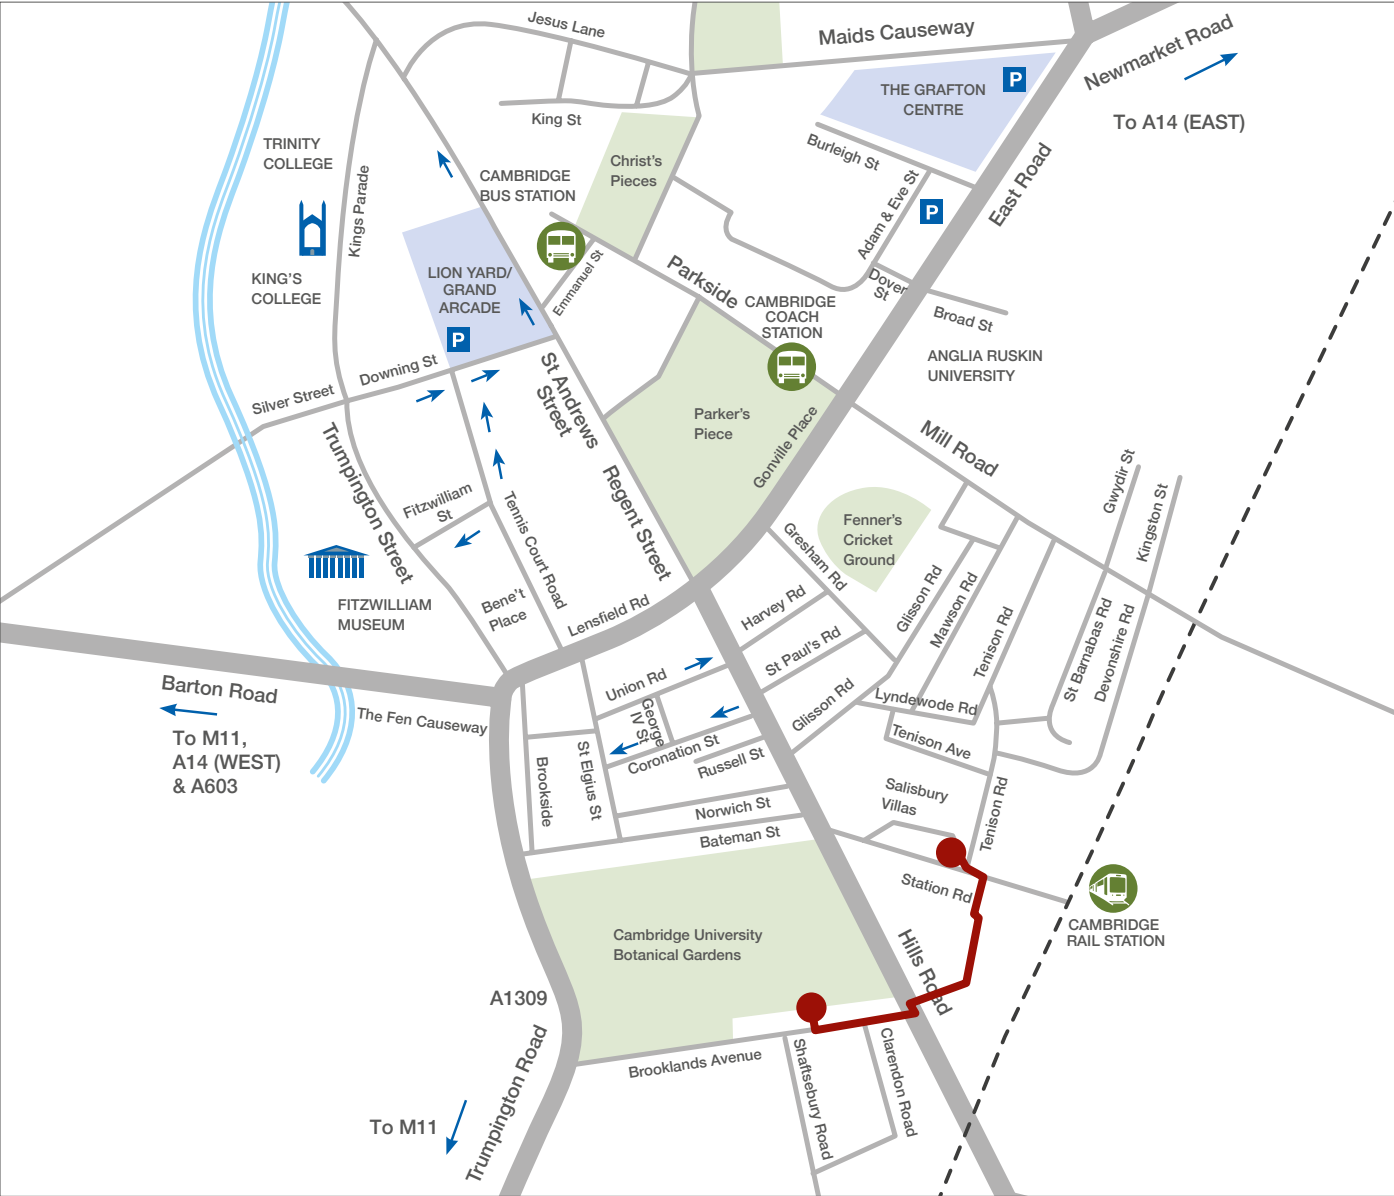 Jesus Lane
Maids Causeway
Newmarket Road
To A14 (EAST)
THE GRAFTON
CENTRE
P
King St
Burleigh St
TRINITY
COLLEGE
Kings Parade
CAMBRIDGE
BUS STATION
Christ's
Pieces
Adam & Eve St
P
East Road
KING'S
COLLEGE
LION YARD/
GRAND
ARCADE
P
Emmanuel St
Parkside
CAMBRIDGE
COACH
STATION
Dover
St
Broad St
ANGLIA RUSKIN
UNIVERSITY
Silver Street
Downing St
St Andrews
Street
Parker's
Piece
Gonville Place
Mill Road
Trumpington Street
Fitzwilliam
St
Tennis Court Road
Regent Street
Fenner's
Cricket
Ground
Gresham Rd
Gwydir St
Kingston St
FITZWILLIAM
MUSEUM
Bene't
Place
Lensfield Rd
Harvey Rd
Glisson Rd
Mawson Rd
Tenison Rd
St Barnabas Rd
Devonshire Rd
St Paul's Rd
Barton Road
The Fen Causeway
To M11,
A14 (WEST)
& A603
Union Rd
George
IV St
Glisson Rd
Lyndewode Rd
Tenison Ave
Coronation St
Russell St
Brookside
St Elgius St
Norwich St
Bateman St
Salisbury
Villas
Tenison Rd
Station Rd
CAMBRIDGE
RAIL STATION
Cambridge University
Botanical Gardens
Hills Road
A1309
Trumpington Road
To M11
Brooklands Avenue
Shaftsebury Road
Clarendon Road